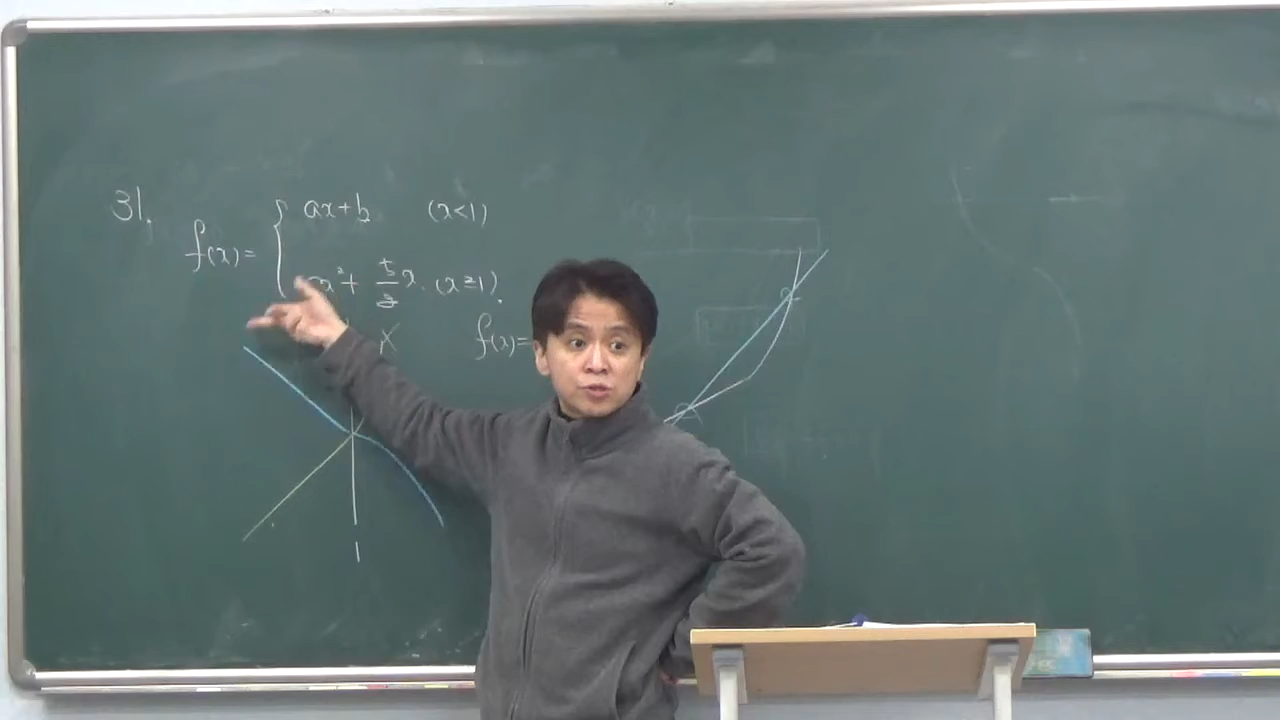 31.
ax+b (x<1)
f(x)=
x²+ 5/2 x. (x≥1).
f(x)=
1